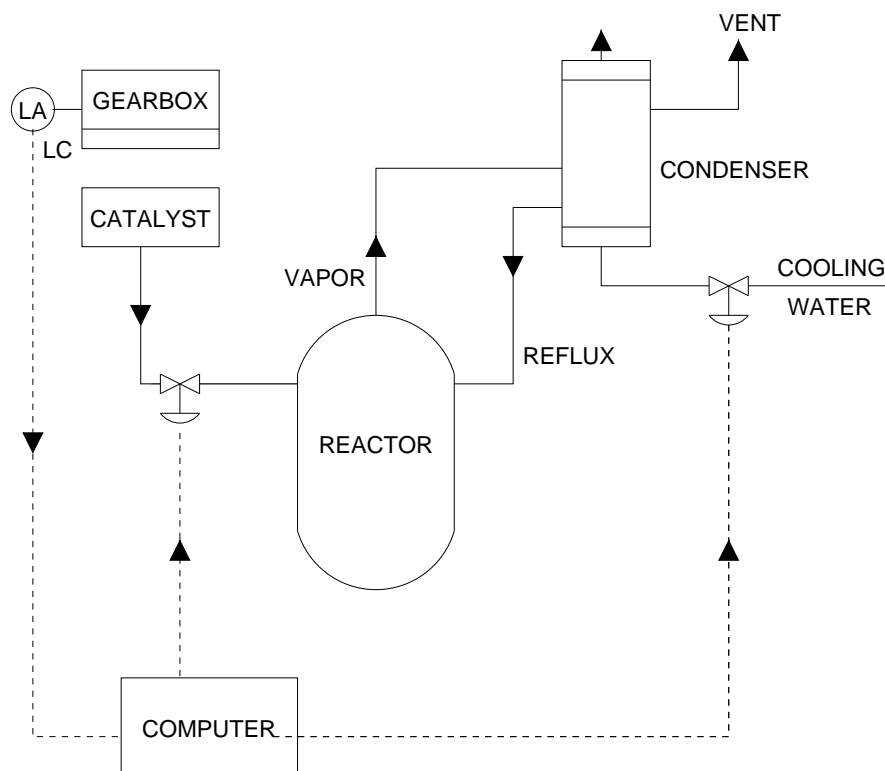 VENT
GEARBOX
LA
LC
CONDENSER
CATALYST
VAPOR
COOLING
WATER
REFLUX
REACTOR
COMPUTER